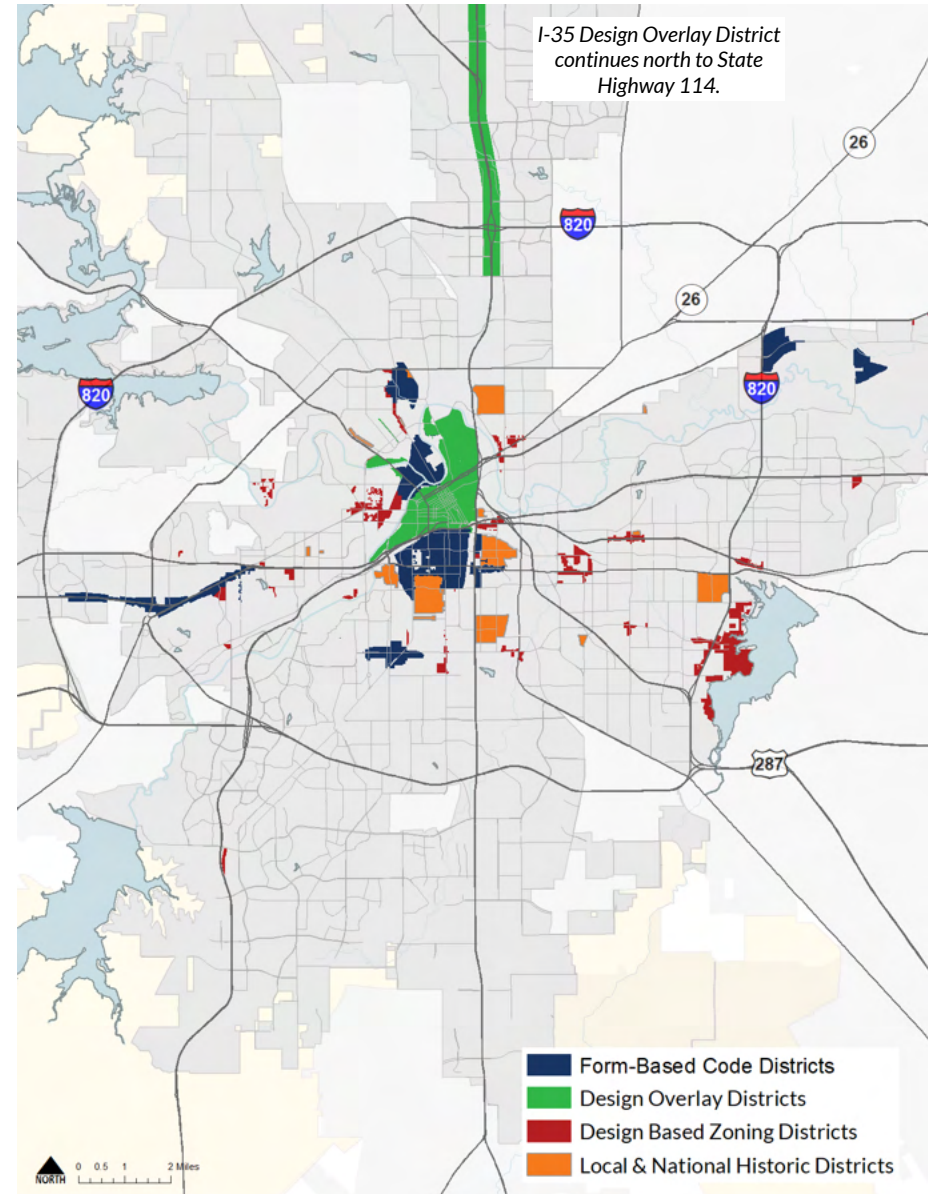 I-35 Design Overlay District
continues north to State
Highway 114.
26
820
26
820
820
287
Form-Based Code Districts
Design Overlay Districts
Design Based Zoning Districts
Local & National Historic Districts
0 0.5 1 2 Miles
NORTH